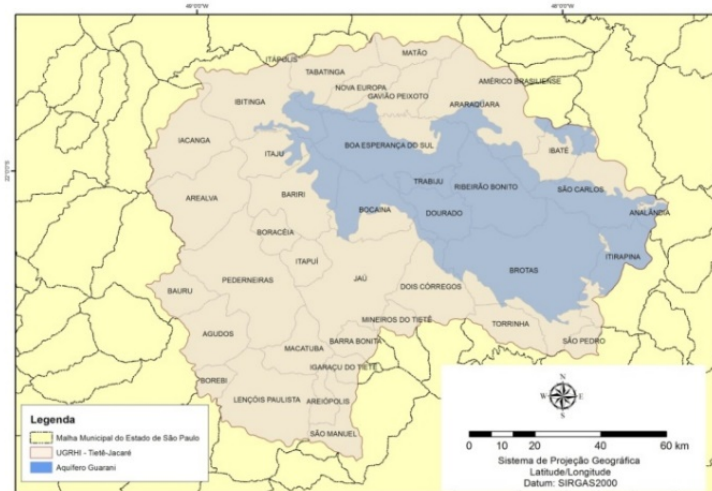 49°0'0"W
48°0'0"W
22°0'0"S
MATÃO
ITÁPOLIS
TABATINGA
AMÉRICO BRASILIENSE
NOVA EUROPA
GAVIÃO PEIXOTO
IBITINGA
ARARAQUARA
IACANGA
BOA ESPERANÇA DO SUL
IBATÉ
ITAJU
TRABIJU
RIBEIRÃO BONITO
SÃO CARLOS
AREALVA
BARIRI
BOCAINA
DOURADO
ANALÂNDIA
BORACÉIA
ITAPUÍ
ITIRAPINA
PEDERNEIRAS
JAÚ
BROTAS
BAURU
DOIS CÓRREGOS
MINEIROS DO TIETÊ
TORRINHA
AGUDOS
BARRA BONITA
SÃO PEDRO
MACATUBA
IGARAÇU DO TIETÊ
BOREBI
LENÇÓIS PAULISTA
AREIÓPOLIS
SÃO MANUEL
Legenda
Malha Municipal do Estado de São Paulo
UGRHI - Tietê-Jacaré
Aquífero Guarani
N
W E
S
0 10 20 40 60 km
Sistema de Projeção Geográfica
Latitude/Longitude
Datum: SIRGAS2000